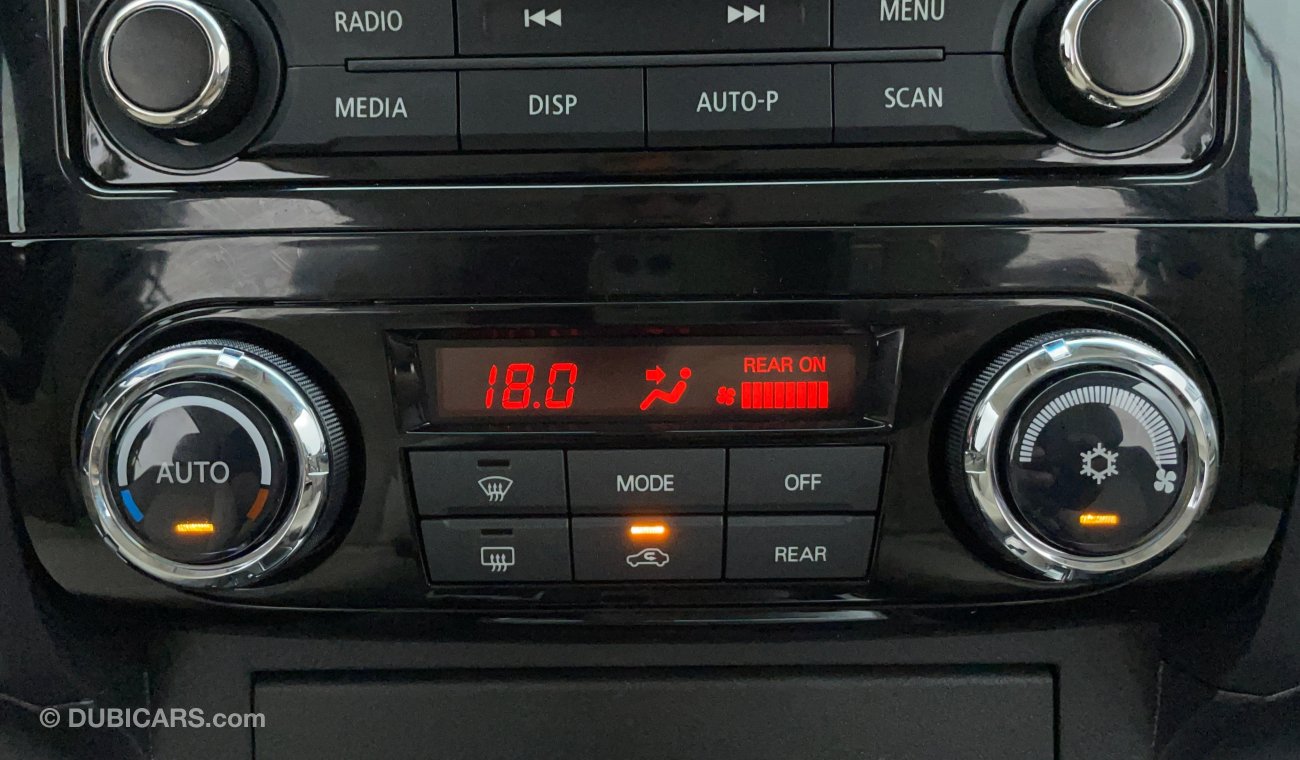 RADIO MENU
MEDIA DISP AUTO-P SCAN
REAR ON
18.0
AUTO MODE OFF
REAR
© DUBICARS.com